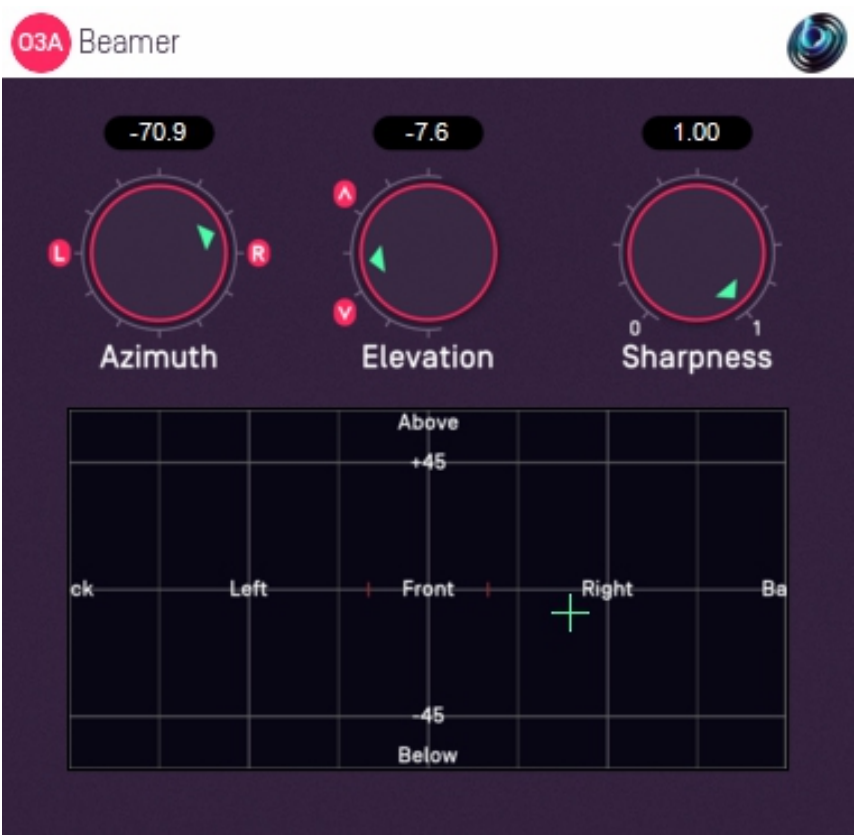 O3A Beamer
-70.9 -7.6 1.00
L R
0 1
Azimuth Elevation Sharpness
Above
+45
ck Left Front Right Ba
-45
Below